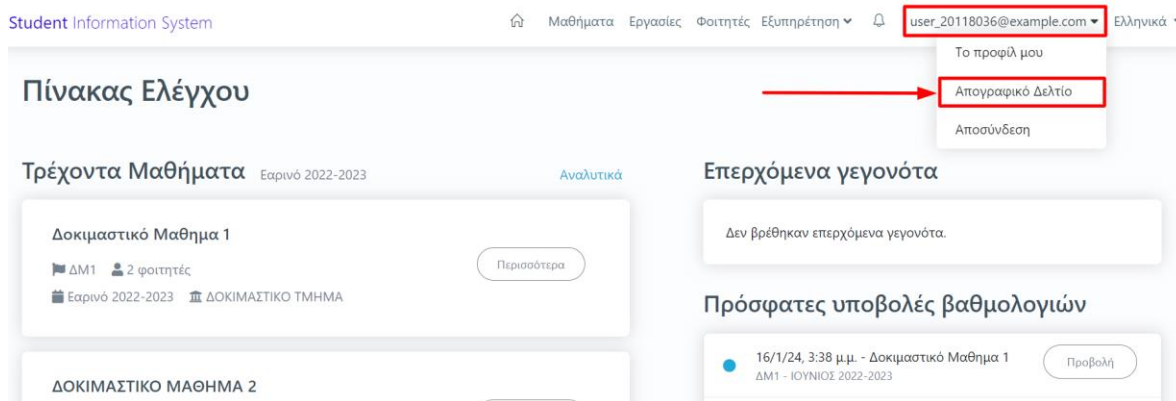 Student Information System
Μαθήματα Εργασίες Φοιτητές Εξυπηρέτηση user_20118036@example.com Ελληνικά
Το προφίλ μου
Απογραφικό Δελτίο
Αποσύνδεση
Πίνακας Ελέγχου
Τρέχοντα Μαθήματα Εαρινό 2022-2023 Αναλυτικά
Δοκιμαστικό Μαθημα 1
ΔΜ1 2 φοιτητές
Περισσότερα
Εαρινό 2022-2023 ΔΟΚΙΜΑΣΤΙΚΟ ΤΜΗΜΑ
ΔΟΚΙΜΑΣΤΙΚΟ ΜΑΘΗΜΑ 2
Επερχόμενα γεγονότα
Δεν βρέθηκαν επερχόμενα γεγονότα.
Πρόσφατες υποβολές βαθμολογιών
16/1/24, 3:38 μ.μ. - Δοκιμαστικό Μαθημα 1
Προβολή
ΔΜ1 - ΙΟΥΝΙΟΣ 2022-2023